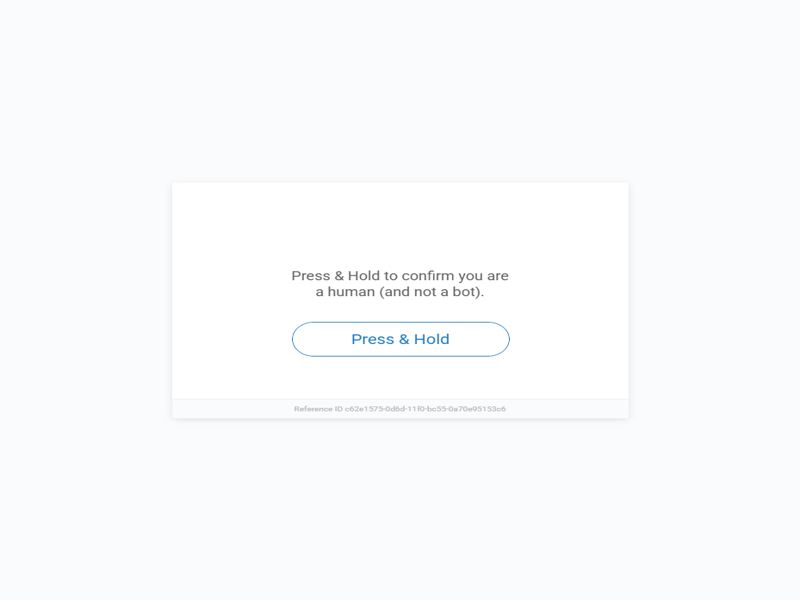 Press & Hold to confirm you are
a human (and not a bot).
Press & Hold
Reference ID c62e1575-0d6d-11f0-bc55-0a70e95153c6